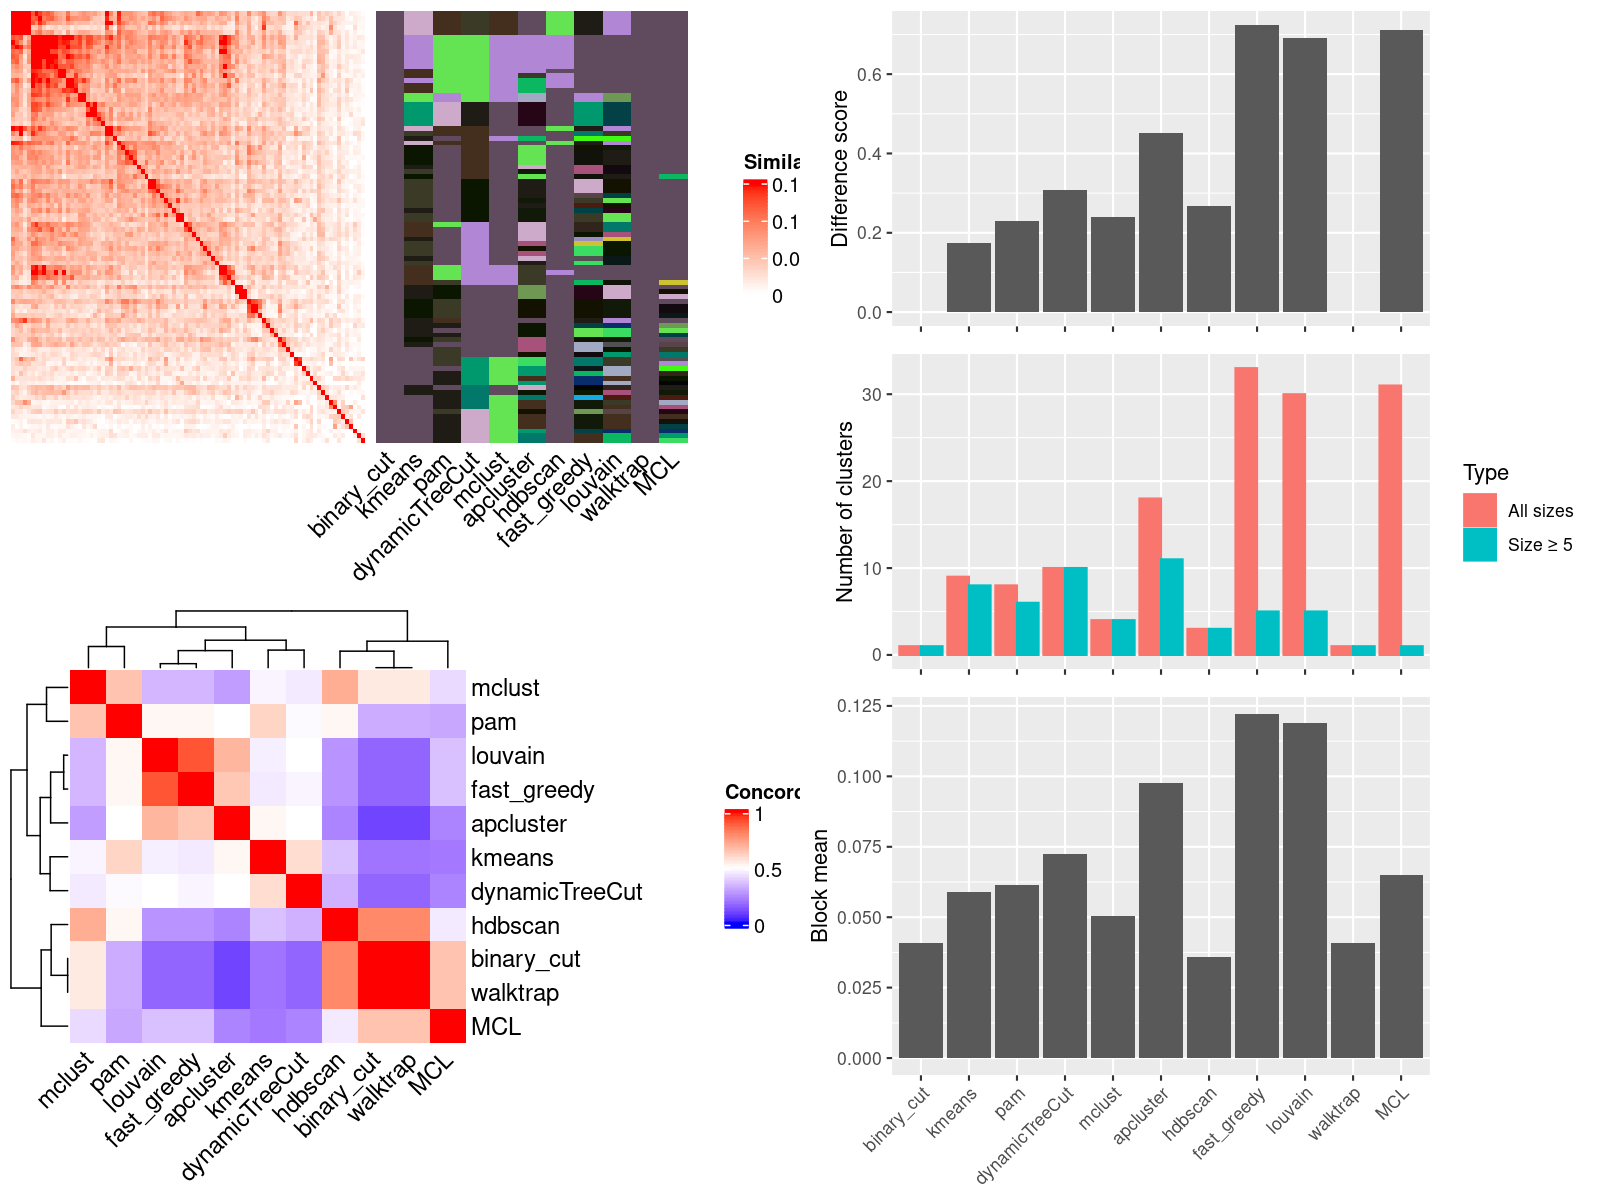 Simila
0.1
0.1
0.0
0
binary_cut
kmeans
pam
dynamicTreeCut
mclust
apcluster
hdbscan
fast_greedy
louvain
walktrap
MCL
mclust
pam
louvain
fast_greedy
apcluster
kmeans
dynamicTreeCut
hdbscan
binary_cut
walktrap
MCL
mclust
pam
louvain
fast_greedy
apcluster
kmeans
dynamicTreeCut
hdbscan
binary_cut
walktrap
MCL
Concord
1
0.5
0
Difference score
0.6
0.4
0.2
0.0
Number of clusters
30
20
10
0
Type
All sizes
Size ≥ 5
Block mean
0.125
0.100
0.075
0.050
0.025
0.000
binary_cut
kmeans
pam
dynamicTreeCut
mclust
apcluster
hdbscan
fast_greedy
louvain
walktrap
MCL